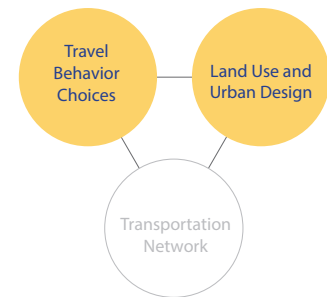 Travel
Behavior
Choices
Land Use and
Urban Design
Transportation
Network